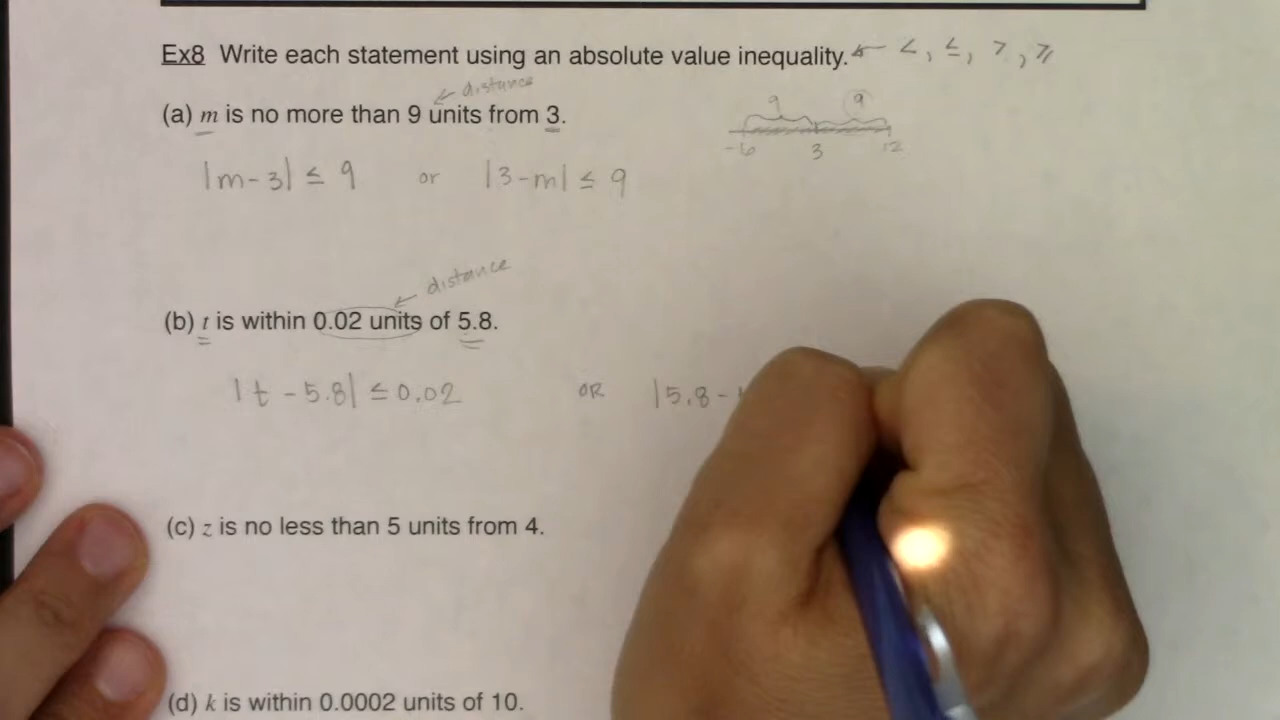 Ex8 Write each statement using an absolute value inequality. ← <, ≤, >, ≥
distance
(a) m is no more than 9 units from 3.
9 9
-6 3 12
|m-3| ≤ 9 or |3-m| ≤ 9
distance
(b) t is within 0.02 units of 5.8.
|t - 5.8| ≤ 0.02 OR |5.8 -
(c) z is no less than 5 units from 4.
(d) k is within 0.0002 units of 10.